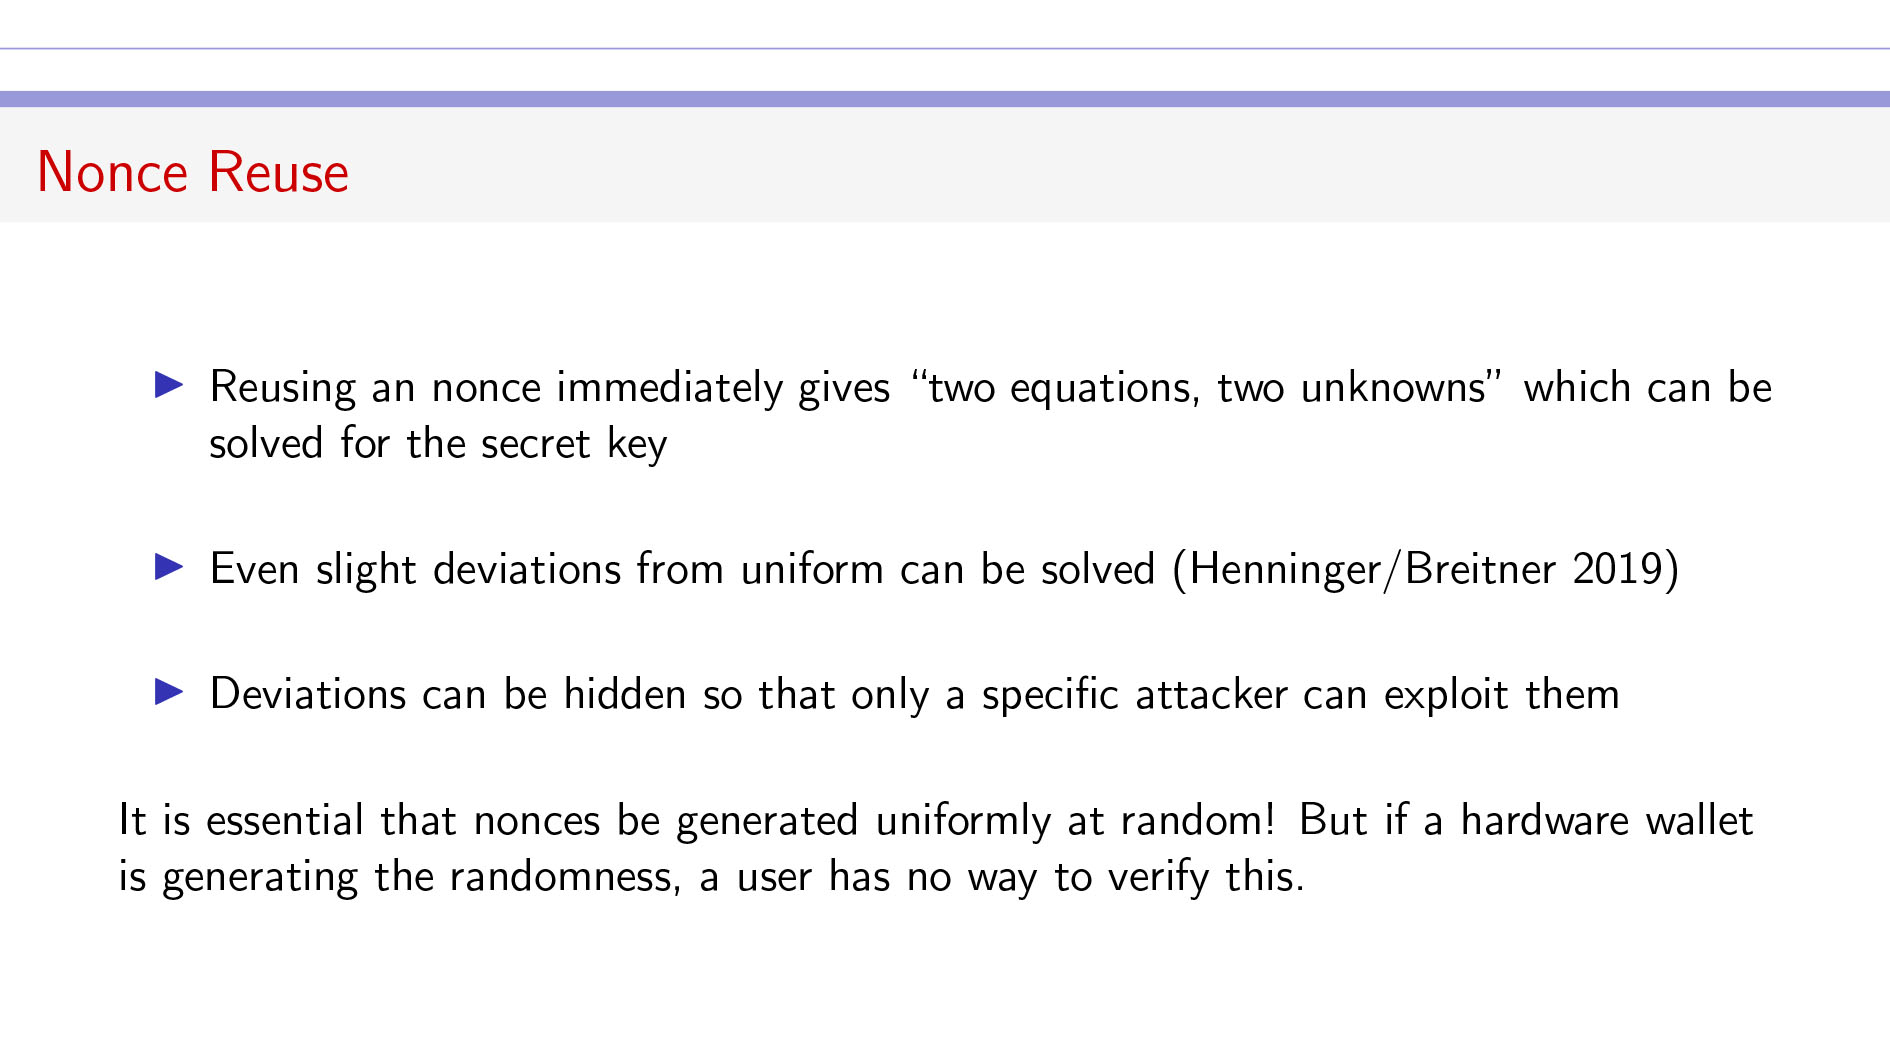 Nonce Reuse
▶ Reusing an nonce immediately gives “two equations, two unknowns” which can be
solved for the secret key
▶ Even slight deviations from uniform can be solved (Henninger/Breitner 2019)
▶ Deviations can be hidden so that only a specific attacker can exploit them
It is essential that nonces be generated uniformly at random! But if a hardware wallet
is generating the randomness, a user has no way to verify this.